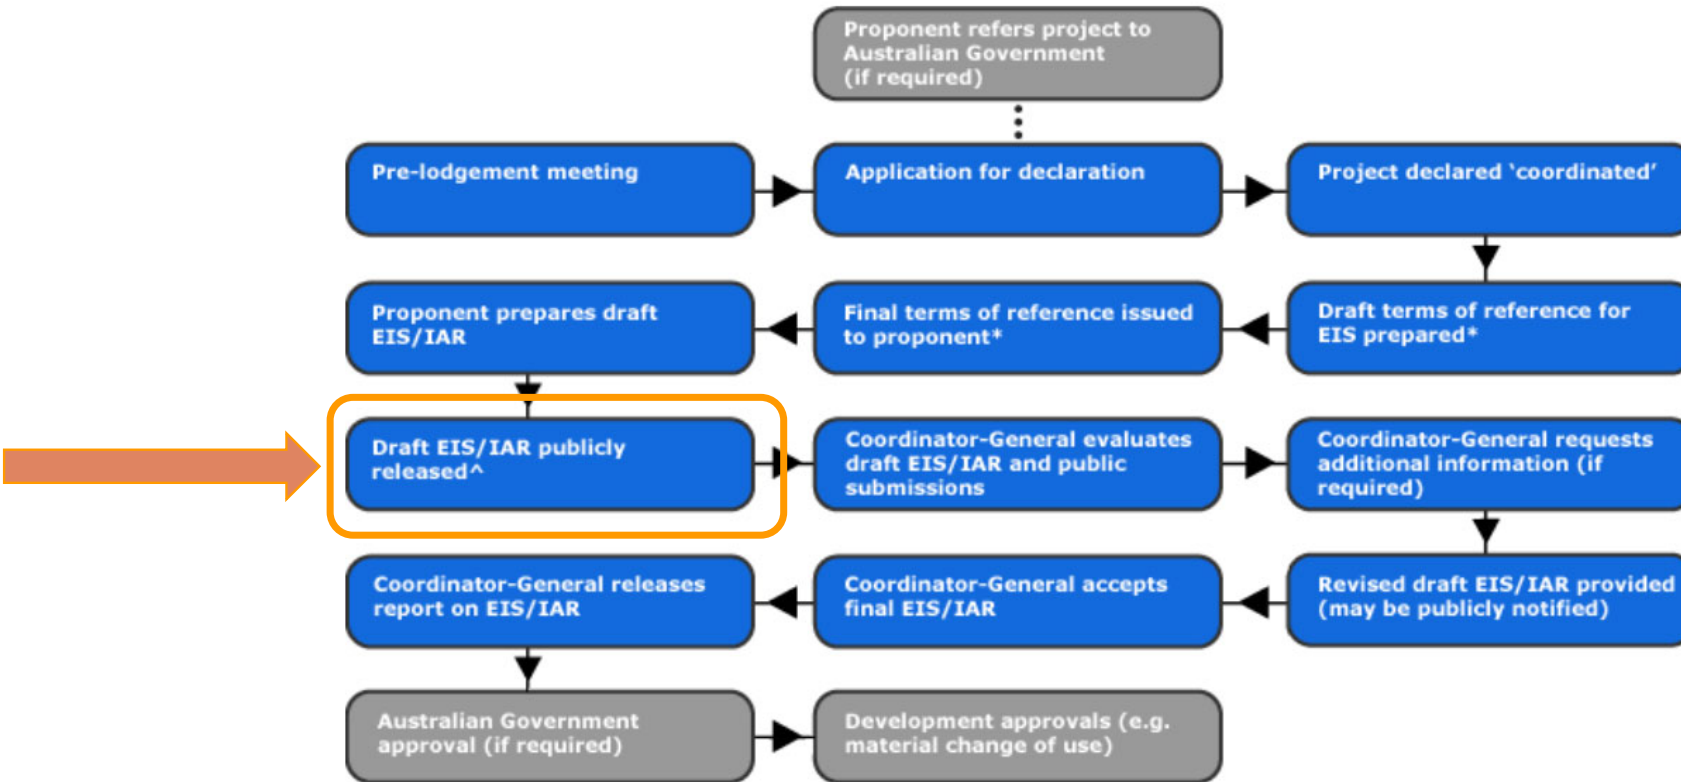 Proponent refers project to
Australian Government
(if required)
Pre-lodgement meeting
Application for declaration
Project declared ‘coordinated’
Draft terms of reference for
EIS prepared*
Final terms of reference issued
to proponent*
Proponent prepares draft
EIS/IAR
Draft EIS/IAR publicly
released^
Coordinator-General evaluates
draft EIS/IAR and public
submissions
Coordinator-General requests
additional information (if
required)
Revised draft EIS/IAR provided
(may be publicly notified)
Coordinator-General accepts
final EIS/IAR
Coordinator-General releases
report on EIS/IAR
Australian Government
approval (if required)
Development approvals (e.g.
material change of use)